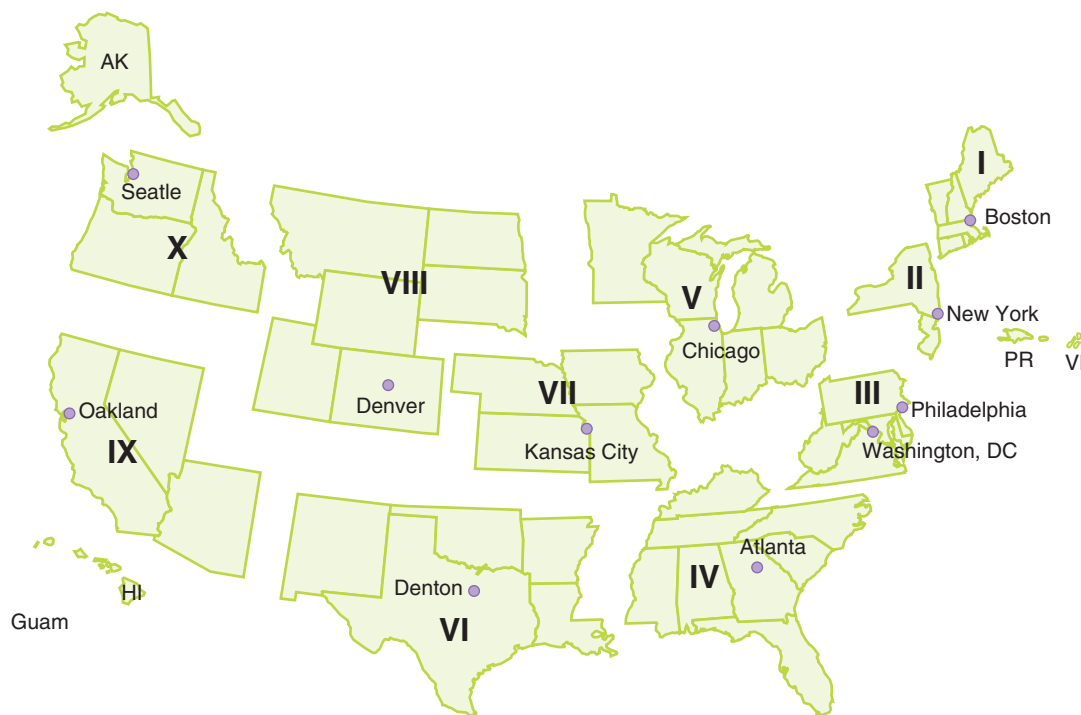 AK
I
Seatle
Boston
X
VIII
II
V
New York
Chicago
PR
VI
Denver
VII
III
Oakland
Philadelphia
IX
Kansas City
Washington, DC
Atlanta
IV
HI
Denton
Guam
VI